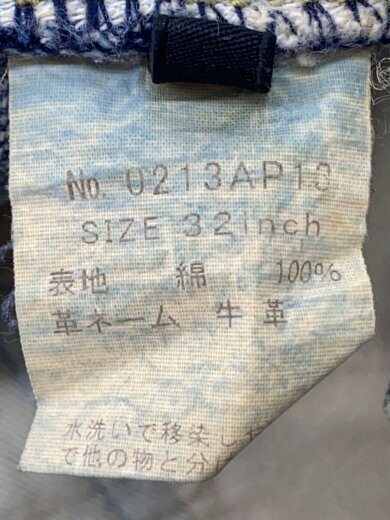 No. 0213AP13
SIZE 32inch
表地 綿 100%
革ネーム 牛革
水洗いで移染し
で他の物と分